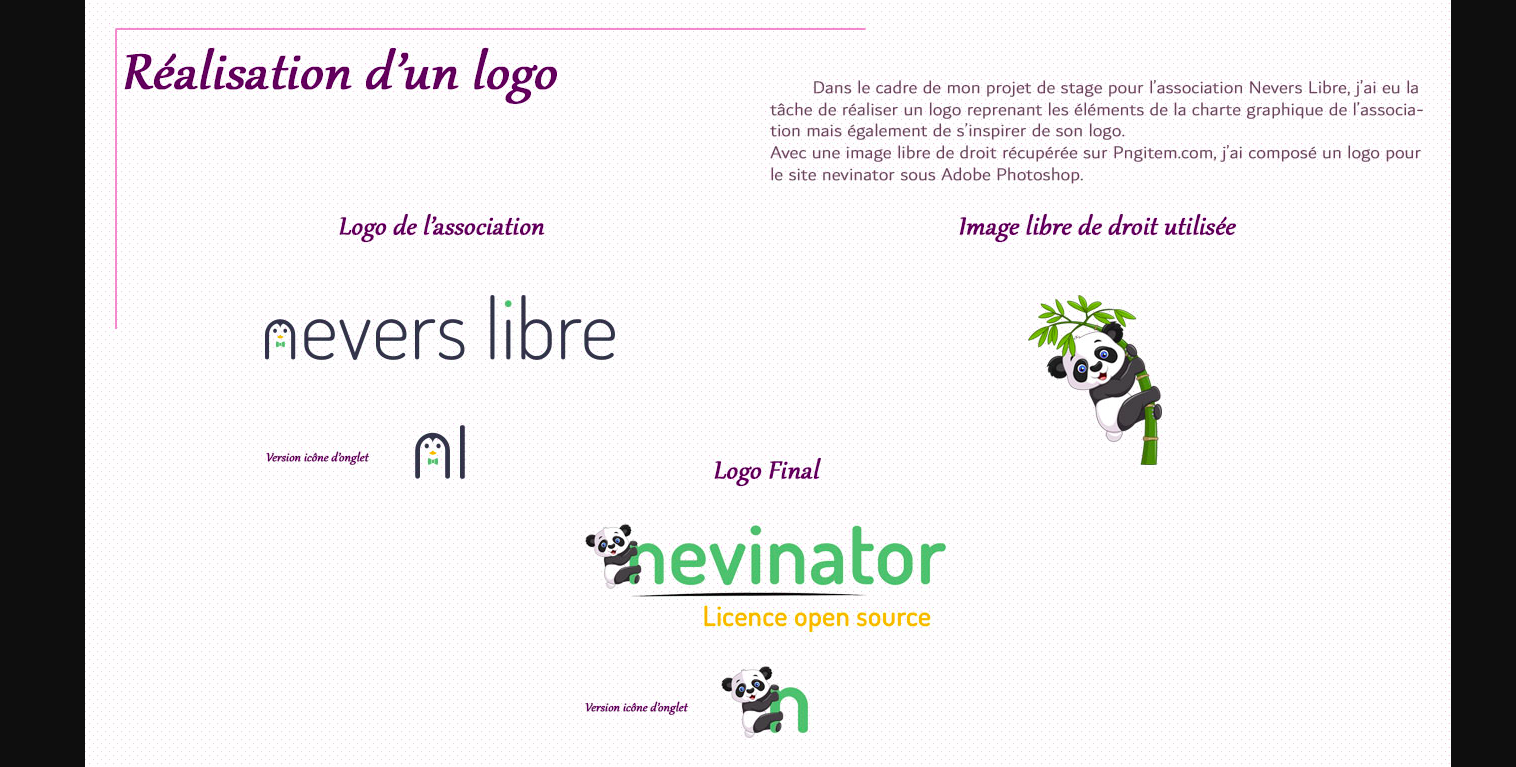 Réalisation d’un logo
Dans le cadre de mon projet de stage pour l’association Nevers Libre, j’ai eu la
tâche de réaliser un logo reprenant les éléments de la charte graphique de l’associa-
tion mais également de s’inspirer de son logo.
Avec une image libre de droit récupérée sur Pngitem.com, j’ai composé un logo pour
le site nevinator sous Adobe Photoshop.
Logo de l’association
Image libre de droit utilisée
nevers libre
Version icône d’onglet
nl
Logo Final
nevinator
Licence open source
Version icône d’onglet
n